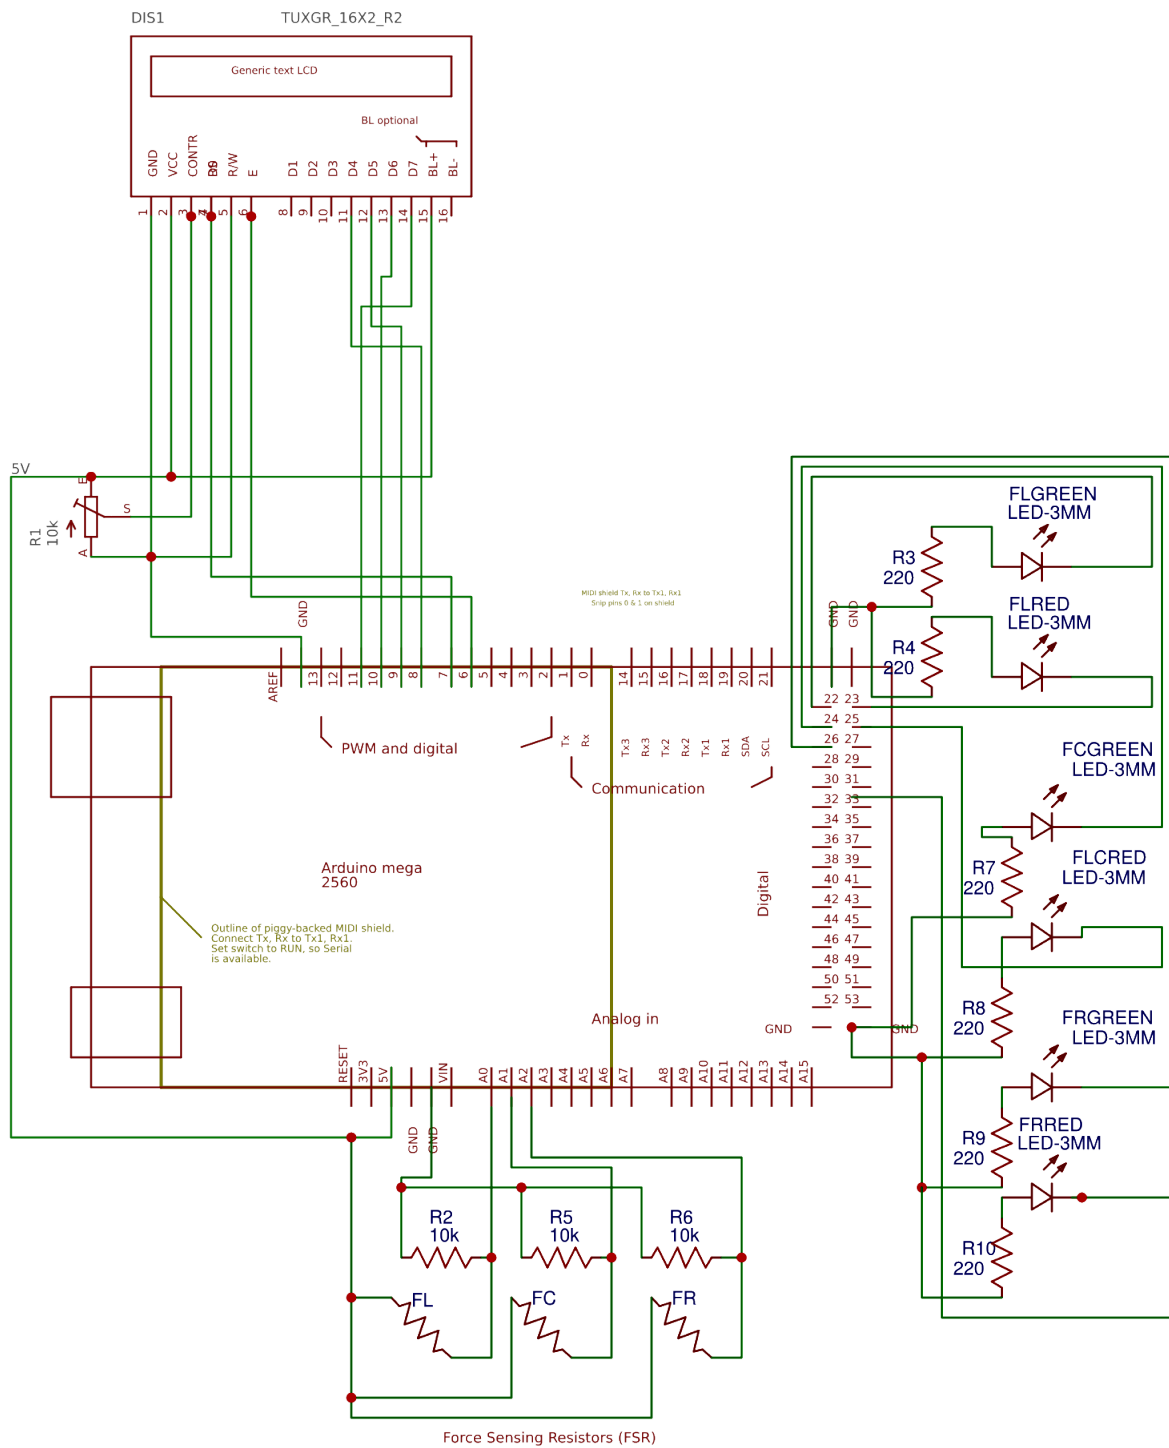 DIS1
TUXGR_16X2_R2
Generic text LCD
BL optional
GND
VCC
CONTR
R/W
E
D1
D2
D3
D4
D5
D6
D7
BL+
BL-
1
2
3
4
5
6
8
9
10
11
12
13
14
15
16
5V
E
S
A
R1
10k
MIDI shield Tx, Rx to Tx1, Rx1
Snip pins 0 & 1 on shield
GND
GND
GND
AREF
13
12
11
10
9
8
7
6
5
4
3
2
1
0
14
15
16
17
18
19
20
21
PWM and digital
Tx
Rx
Tx3
Rx3
Tx2
Rx2
Tx1
Rx1
SDA
SCL
Communication
22 23
24 25
26 27
28 29
30 31
32 33
34 35
36 37
38 39
40 41
42 43
44 45
46 47
48 49
50 51
52 53
GND
GND
Digital
Arduino mega
2560
Outline of piggy-backed MIDI shield.
Connect Tx, Rx to Tx1, Rx1.
Set switch to RUN, so Serial
is available.
Analog in
RESET
3V3
5V
GND
GND
VIN
A0
A1
A2
A3
A4
A5
A6
A7
A8
A9
A10
A11
A12
A13
A14
A15
FLGREEN
LED-3MM
R3
220
FLRED
LED-3MM
R4
220
FCGREEN
LED-3MM
R7
220
FLCRED
LED-3MM
R8
220
FRGREEN
LED-3MM
R9
220
FRRED
LED-3MM
R10
220
R2
10k
R5
10k
R6
10k
FL
FC
FR
Force Sensing Resistors (FSR)